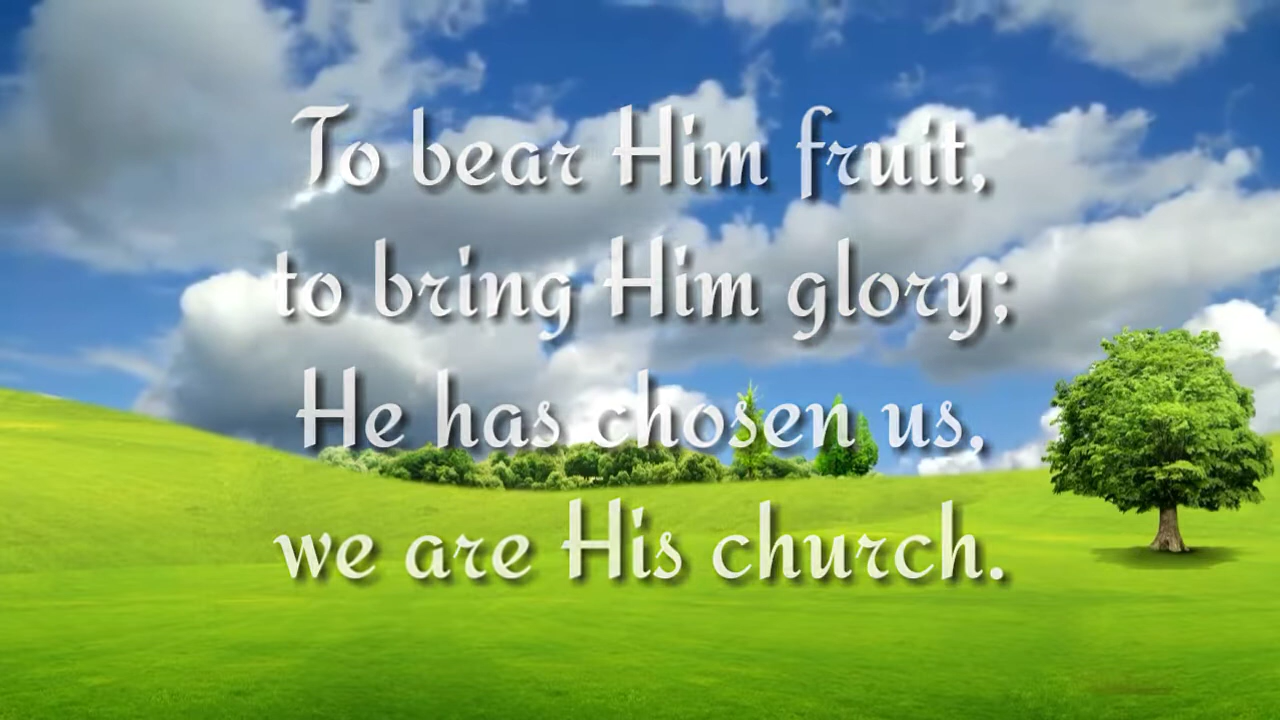 To bear Him fruit,
to bring Him glory;
He has chosen us,
we are His church.